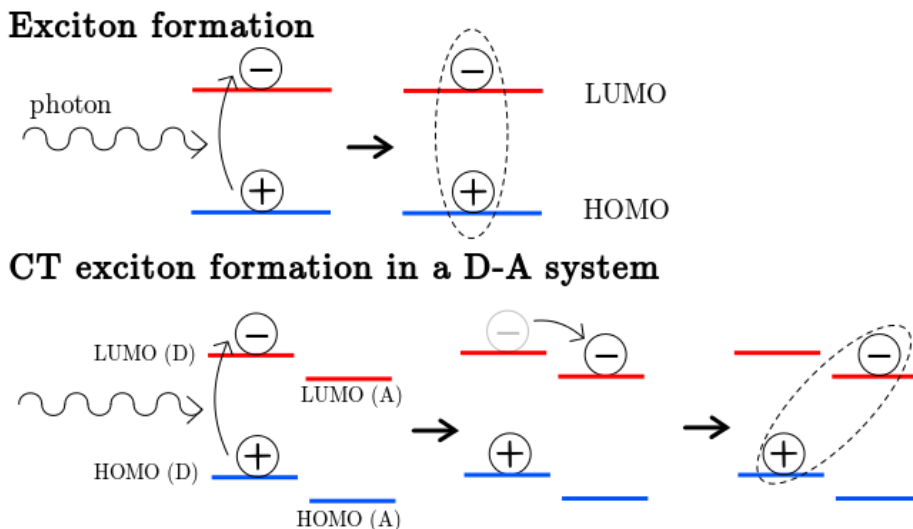 Exciton formation
photon
LUMO
HOMO
CT exciton formation in a D-A system
LUMO (D)
LUMO (A)
HOMO (D)
HOMO (A)